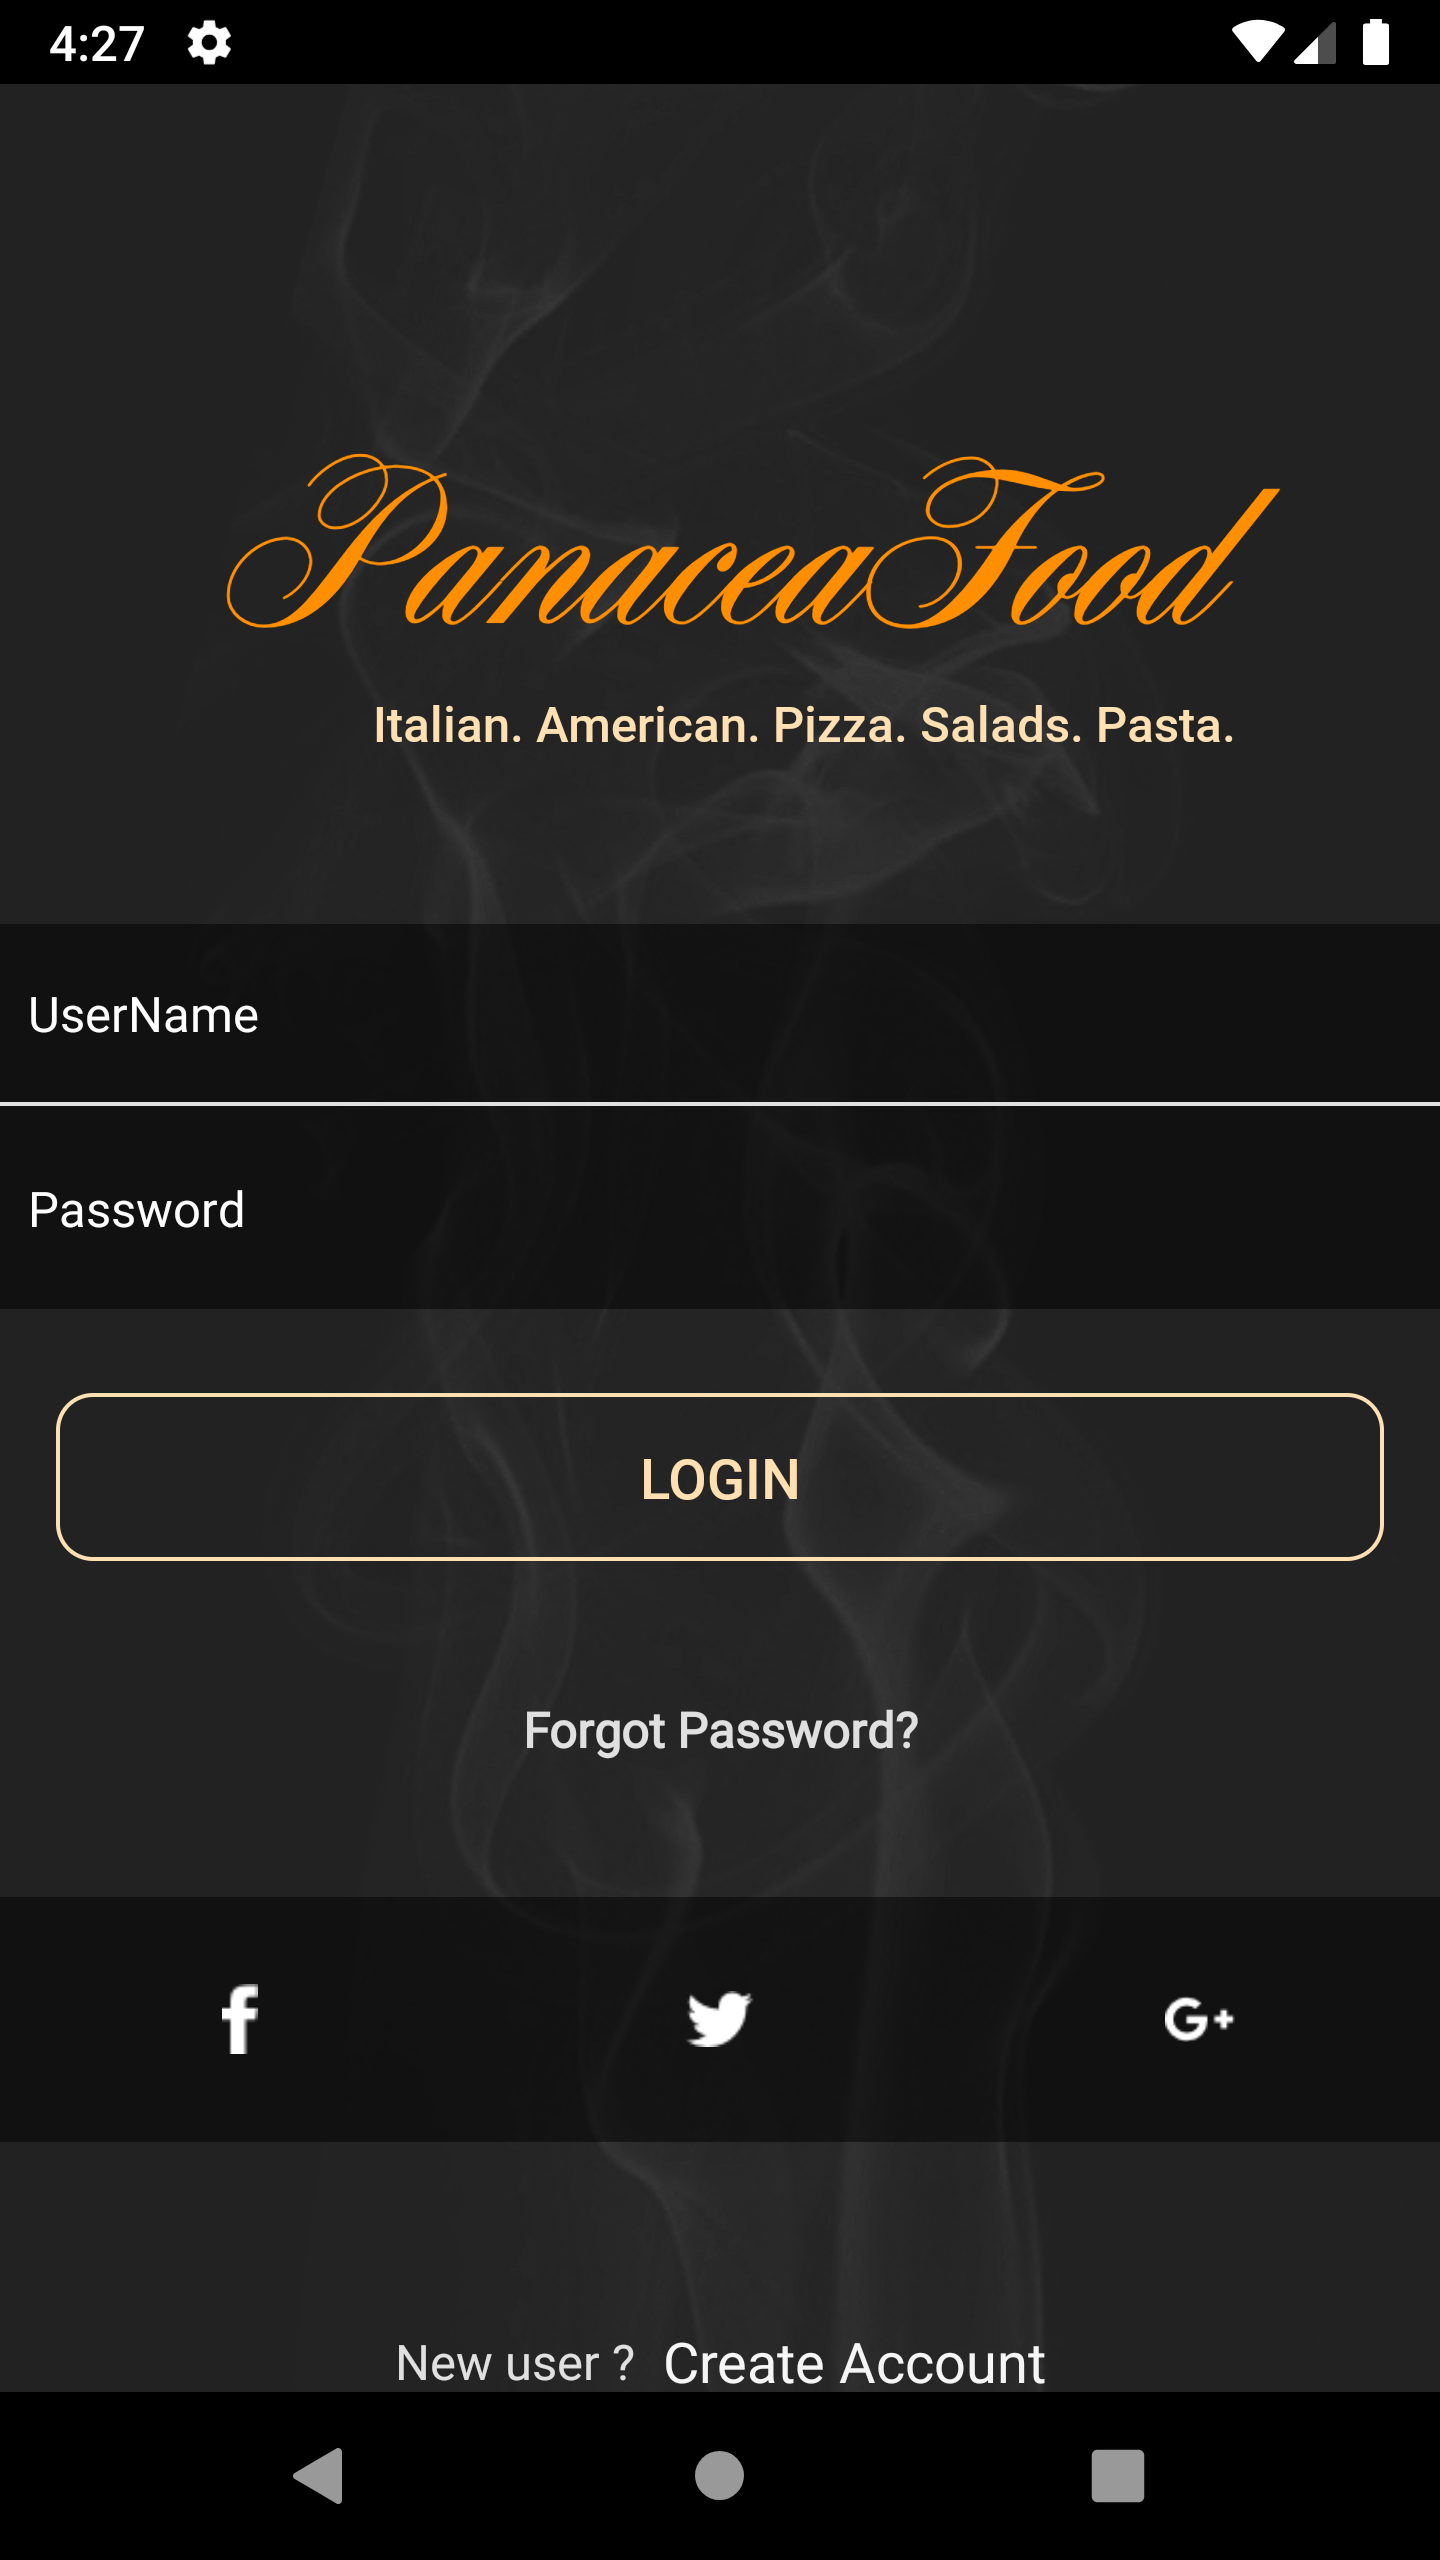 4:27
PanaceaFood
Italian. American. Pizza. Salads. Pasta.
UserName
Password
LOGIN
Forgot Password?
f
G+
New user ? Create Account